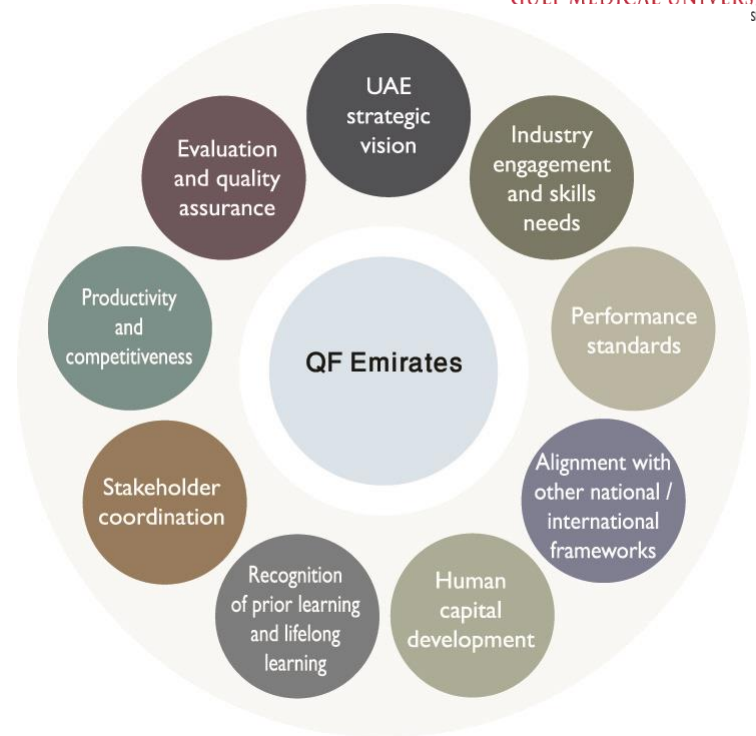 UAE
strategic
vision
Industry
engagement
and skills
needs
Performance
standards
Alignment with
other national /
international
frameworks
Human
capital
development
Recognition
of prior learning
and lifelong
learning
Stakeholder
coordination
Productivity
and
competitiveness
Evaluation
and quality
assurance
QF Emirates